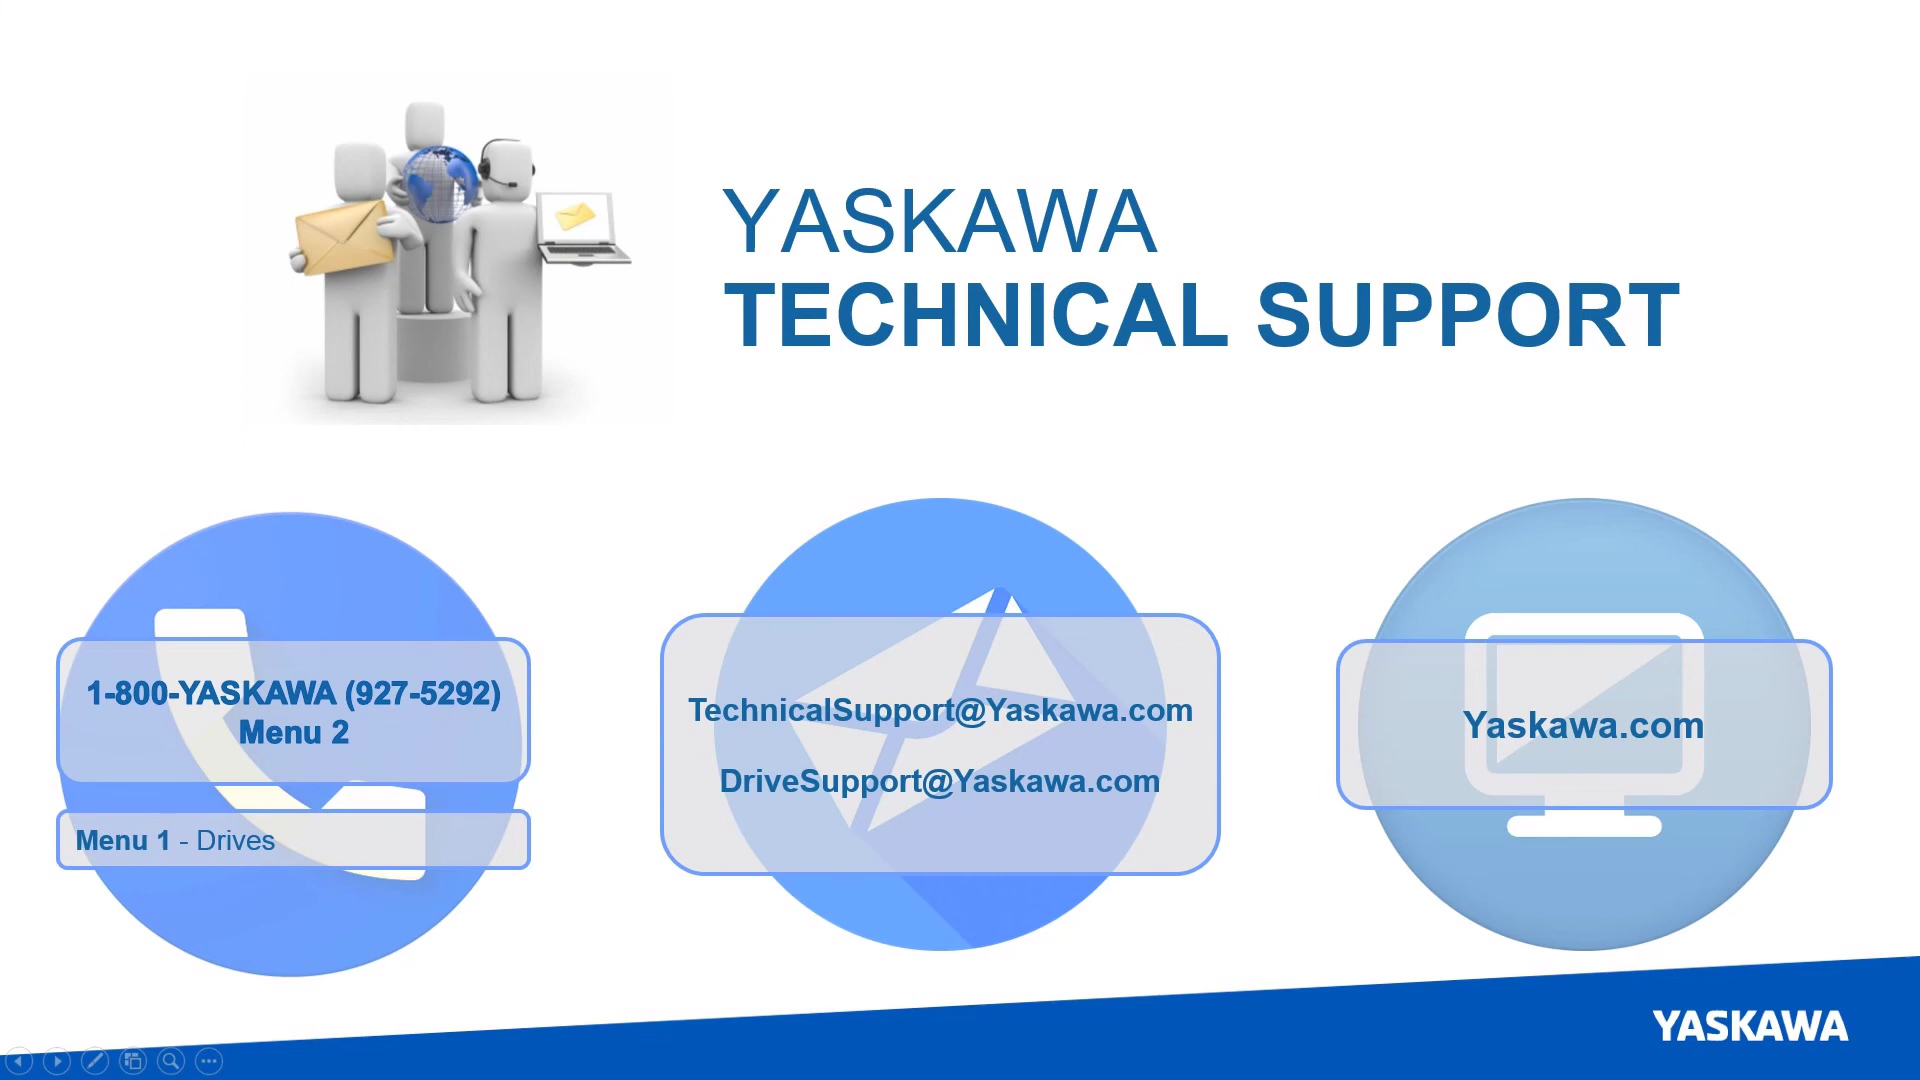 YASKAWA
TECHNICAL SUPPORT
1-800-YASKAWA (927-5292)
Menu 2
Menu 1 - Drives
TechnicalSupport@Yaskawa.com
DriveSupport@Yaskawa.com
Yaskawa.com
YASKAWA